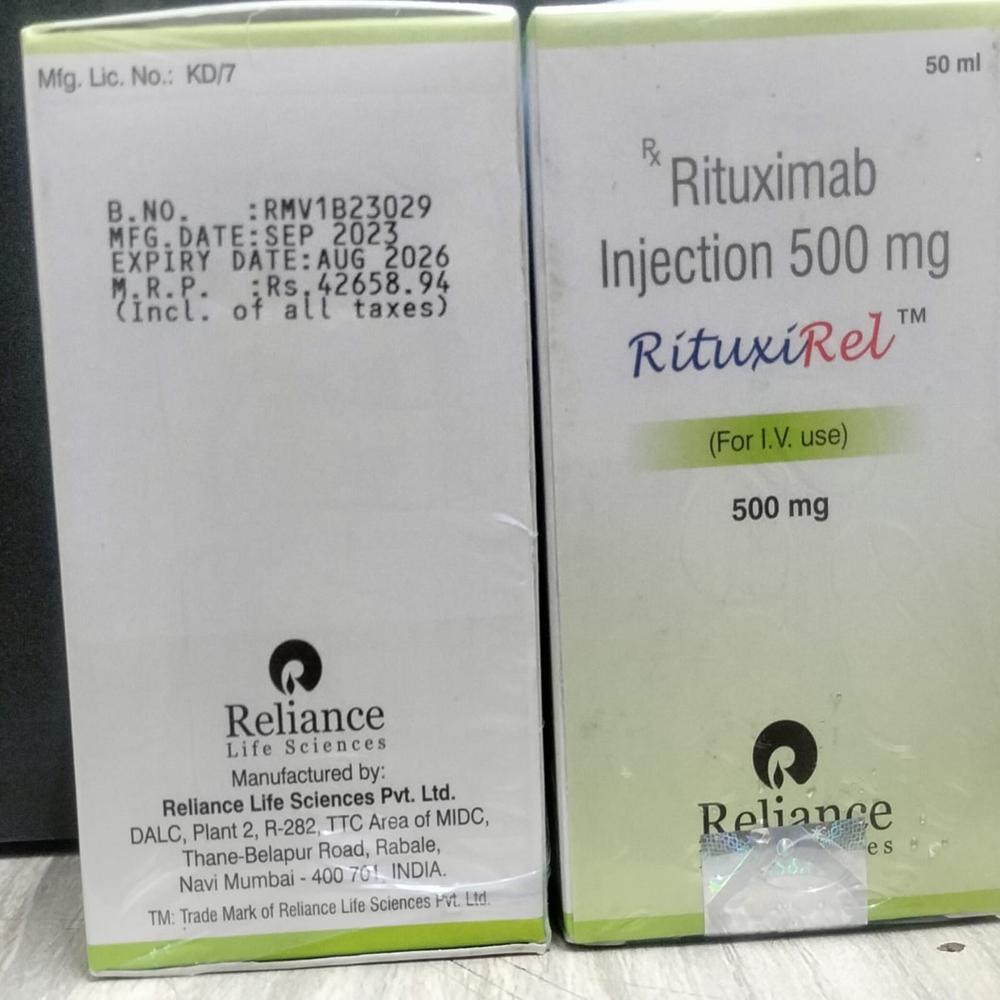 Mfg. Lic. No.: KD/7
B.NO. :RMV1B23029
MFG.DATE:SEP 2023
EXPIRY DATE:AUG 2026
M.R.P. :Rs.42658.94
(Incl. of all taxes)
Reliance
Life Sciences
Manufactured by:
Reliance Life Sciences Pvt. Ltd.
DALC, Plant 2, R-282, TTC Area of MIDC,
Thane-Belapur Road, Rabale,
Navi Mumbai - 400 701, INDIA.
TM: Trade Mark of Reliance Life Sciences Pvt. Ltd.
50 ml
Rx Rituximab
Injection 500 mg
RituxiRel™
(For I.V. use)
500 mg
Reliance